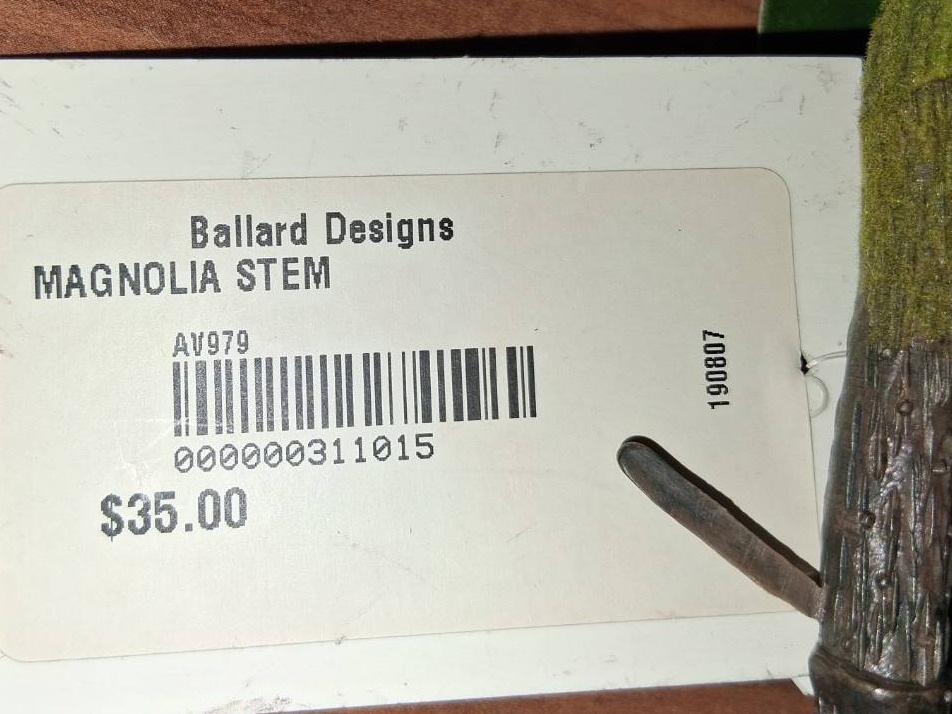 Ballard Designs
MAGNOLIA STEM
AV979
000000311015
$35.00
190807